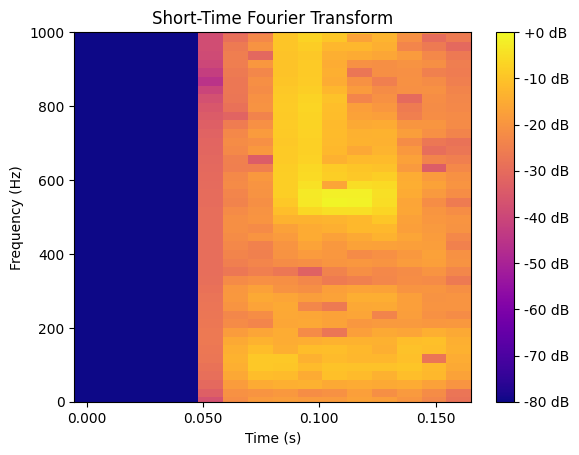 Short-Time Fourier Transform
1000
800
600
400
200
0
Frequency (Hz)
0.000
0.050
0.100
0.150
Time (s)
+0 dB
-10 dB
-20 dB
-30 dB
-40 dB
-50 dB
-60 dB
-70 dB
-80 dB